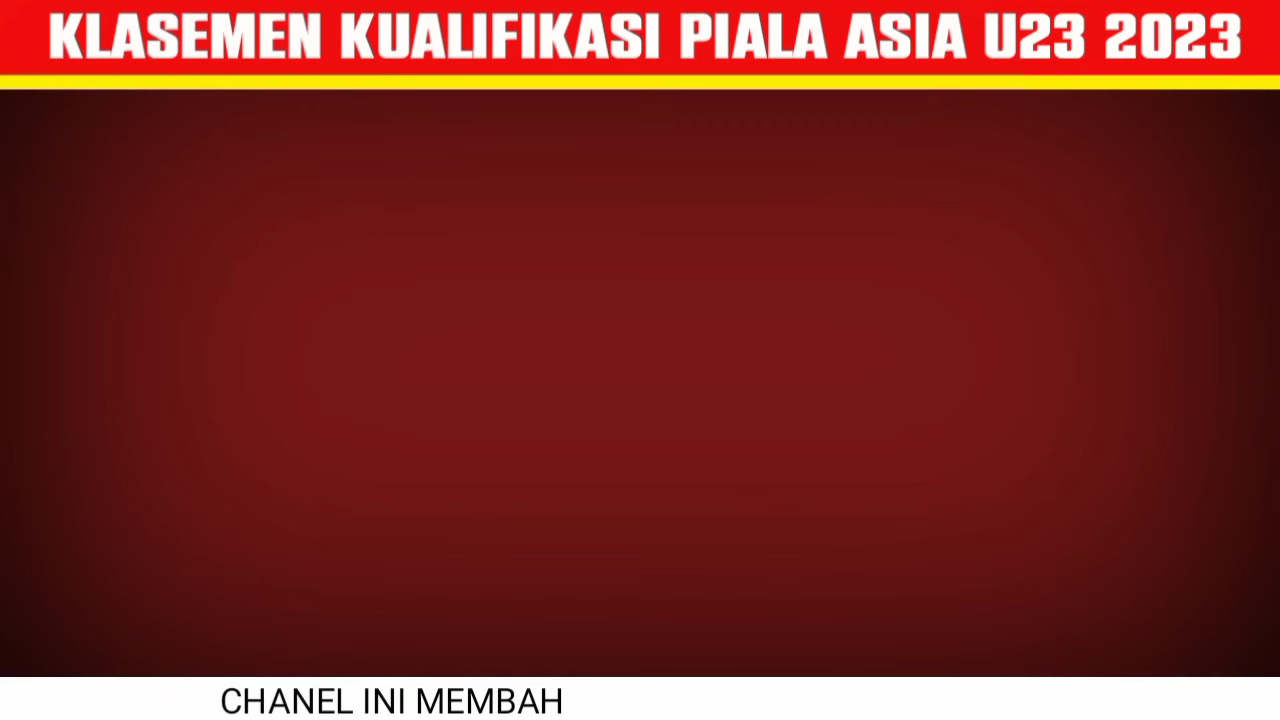 KLASEMEN KUALIFIKASI PIALA ASIA U23 2023
CHANEL INI MEMBAH